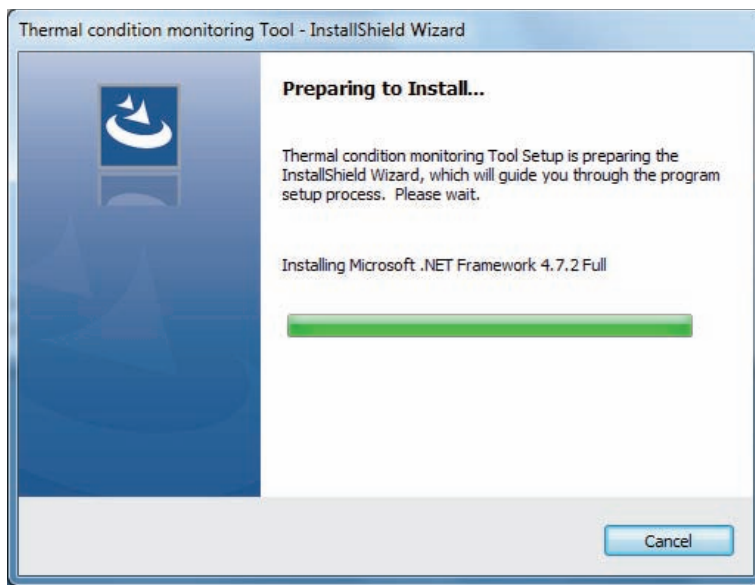 Thermal condition monitoring Tool - InstallShield Wizard
Preparing to Install...
Thermal condition monitoring Tool Setup is preparing the
InstallShield Wizard, which will guide you through the program
setup process.  Please wait.
Installing Microsoft .NET Framework 4.7.2 Full
Cancel